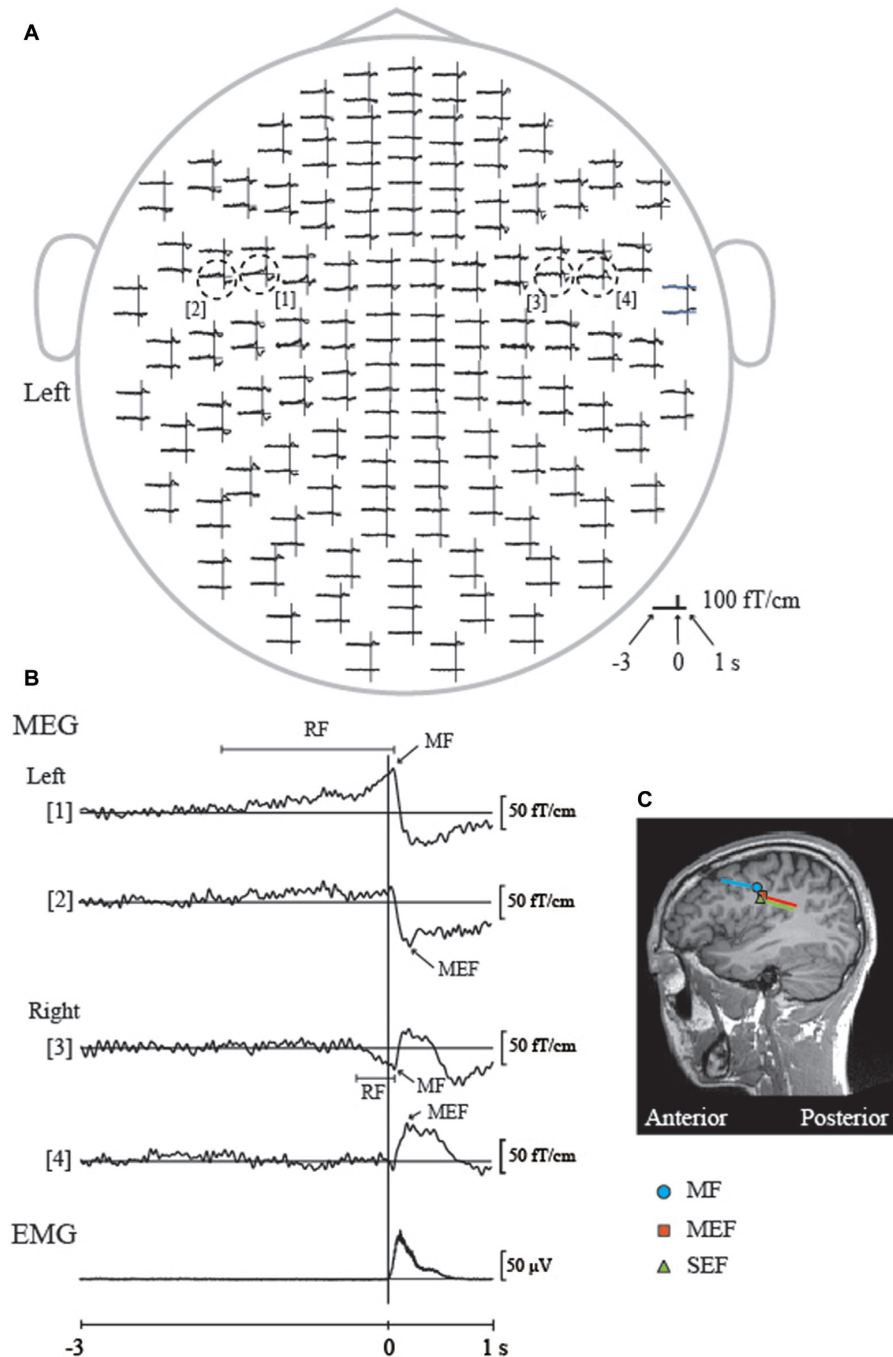 A
[2]
[1]
[3]
[4]
Left
100 fT/cm
-3 0 1 s
B
MEG
RF
MF
Left
[1]
50 fT/cm
[2]
50 fT/cm
MEF
Right
[3]
50 fT/cm
RF
MF
MEF
[4]
50 fT/cm
EMG
50 µV
-3 0 1 s
C
Anterior Posterior
MF
MEF
SEF